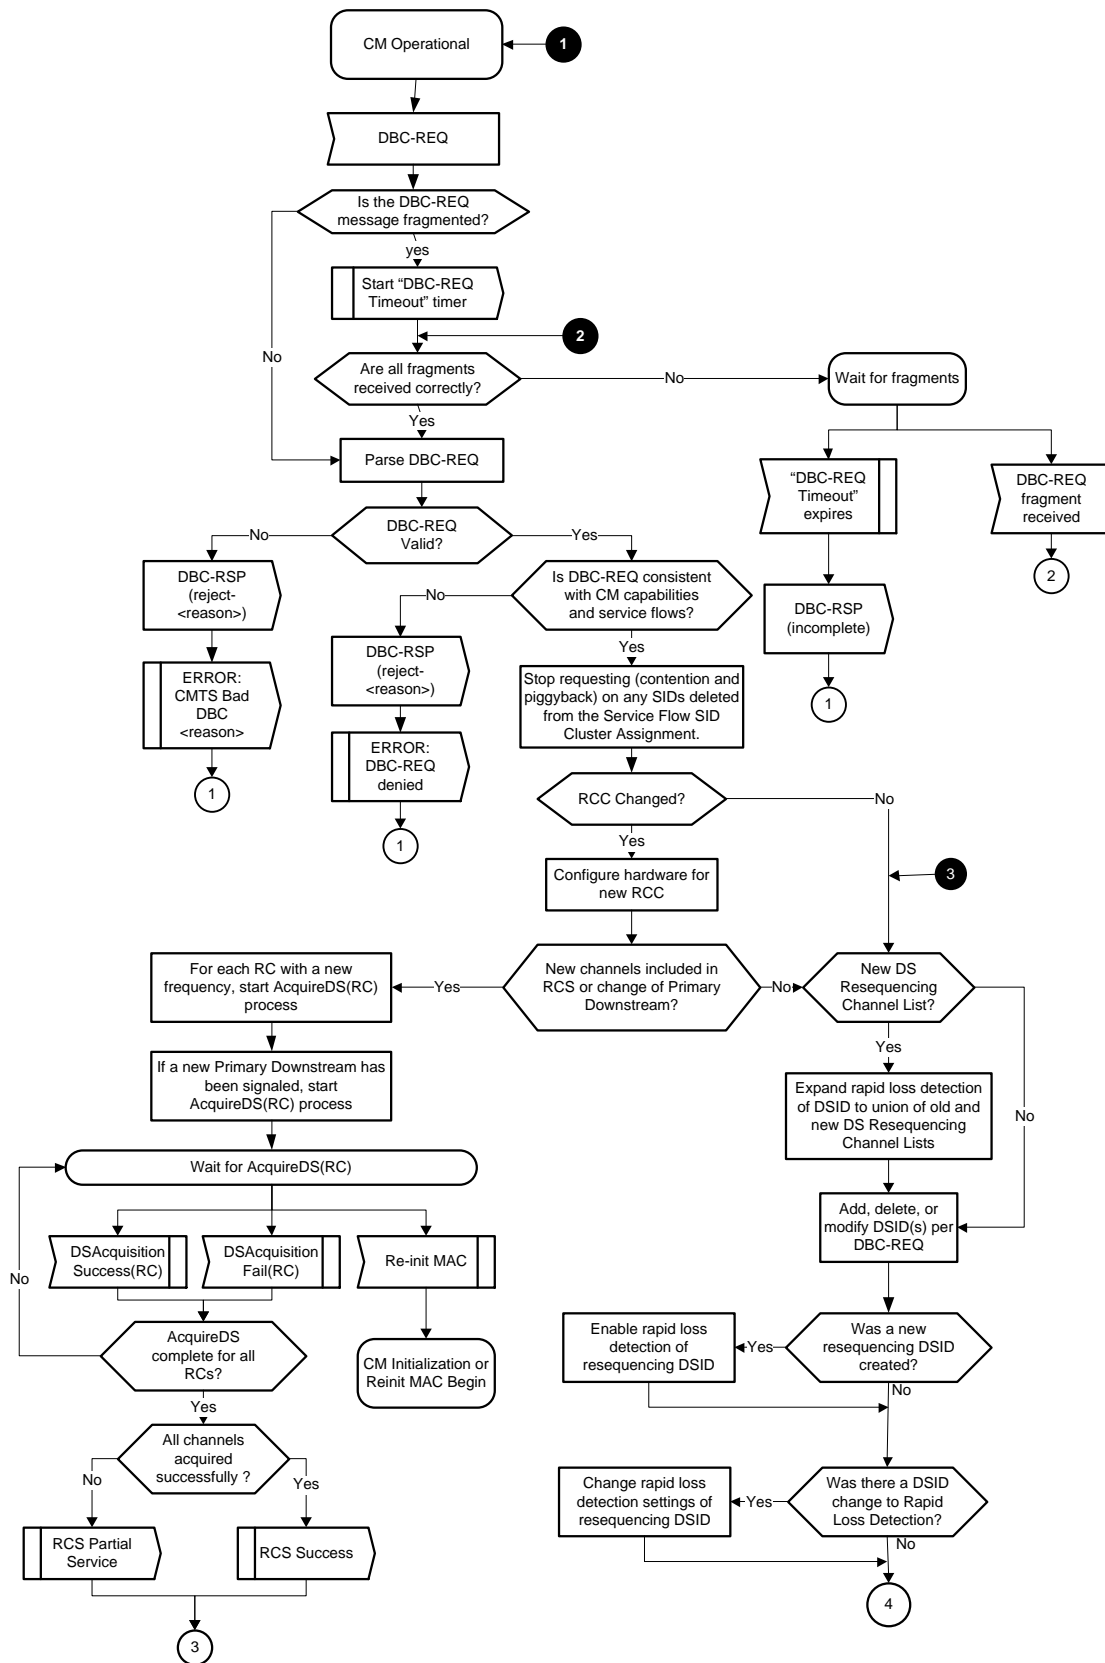 CM Operational
1
DBC-REQ
Is the DBC-REQ
message fragmented?
yes
Start “DBC-REQ
Timeout” timer
2
No
Are all fragments
received correctly?
No
Wait for fragments
Yes
Parse DBC-REQ
“DBC-REQ
Timeout”
expires
DBC-REQ
fragment
received
DBC-REQ
Valid?
No
Yes
DBC-RSP
(reject-
<reason>)
Is DBC-REQ consistent
with CM capabilities
and service flows?
2
No
DBC-RSP
(incomplete)
Yes
DBC-RSP
(reject-
<reason>)
ERROR:
CMTS Bad
DBC
<reason>
Stop requesting (contention and
piggyback) on any SIDs deleted
from the Service Flow SID
Cluster Assignment.
1
ERROR:
DBC-REQ
denied
1
RCC Changed?
No
1
Yes
Configure hardware for
new RCC
3
For each RC with a new
frequency, start AcquireDS(RC)
process
Yes
New channels included in
RCS or change of Primary
Downstream?
No
New DS
Resequencing
Channel List?
Yes
If a new Primary Downstream has
been signaled, start
AcquireDS(RC) process
Expand rapid loss detection
of DSID to union of old and
new DS Resequencing
Channel Lists
No
Wait for AcquireDS(RC)
Add, delete, or
modify DSID(s) per
DBC-REQ
DSAcquisition
Success(RC)
DSAcquisition
Fail(RC)
Re-init MAC
No
AcquireDS
complete for all
RCs?
CM Initialization or
Reinit MAC Begin
Enable rapid loss
detection of
resequencing DSID
Yes
Was a new
resequencing DSID
created?
No
Yes
All channels
acquired
successfully ?
No
Yes
Change rapid loss
detection settings of
resequencing DSID
Yes
Was there a DSID
change to Rapid
Loss Detection?
No
RCS Partial
Service
RCS Success
4
3